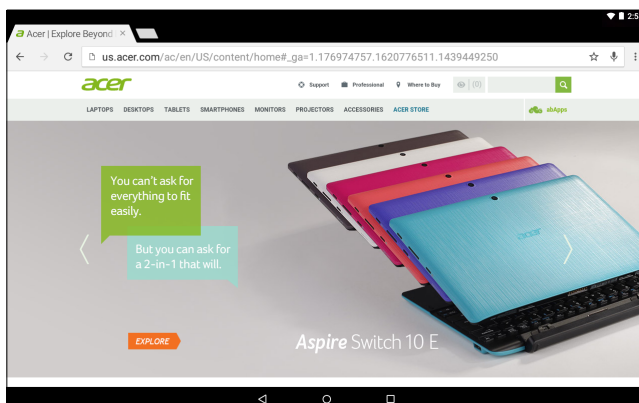 2:5
Acer | Explore Beyond
us.acer.com/ac/en/US/content/home#_ga=1.176974757.1620776511.1439449250
acer
Support Professional Where to Buy (0)
LAPTOPS DESKTOPS TABLETS SMARTPHONES MONITORS PROJECTORS ACCESSORIES ACER STORE abApps
You can't ask for
everything to fit
easily.
But you can ask for
a 2-in-1 that will.
acer
EXPLORE
Aspire Switch 10 E